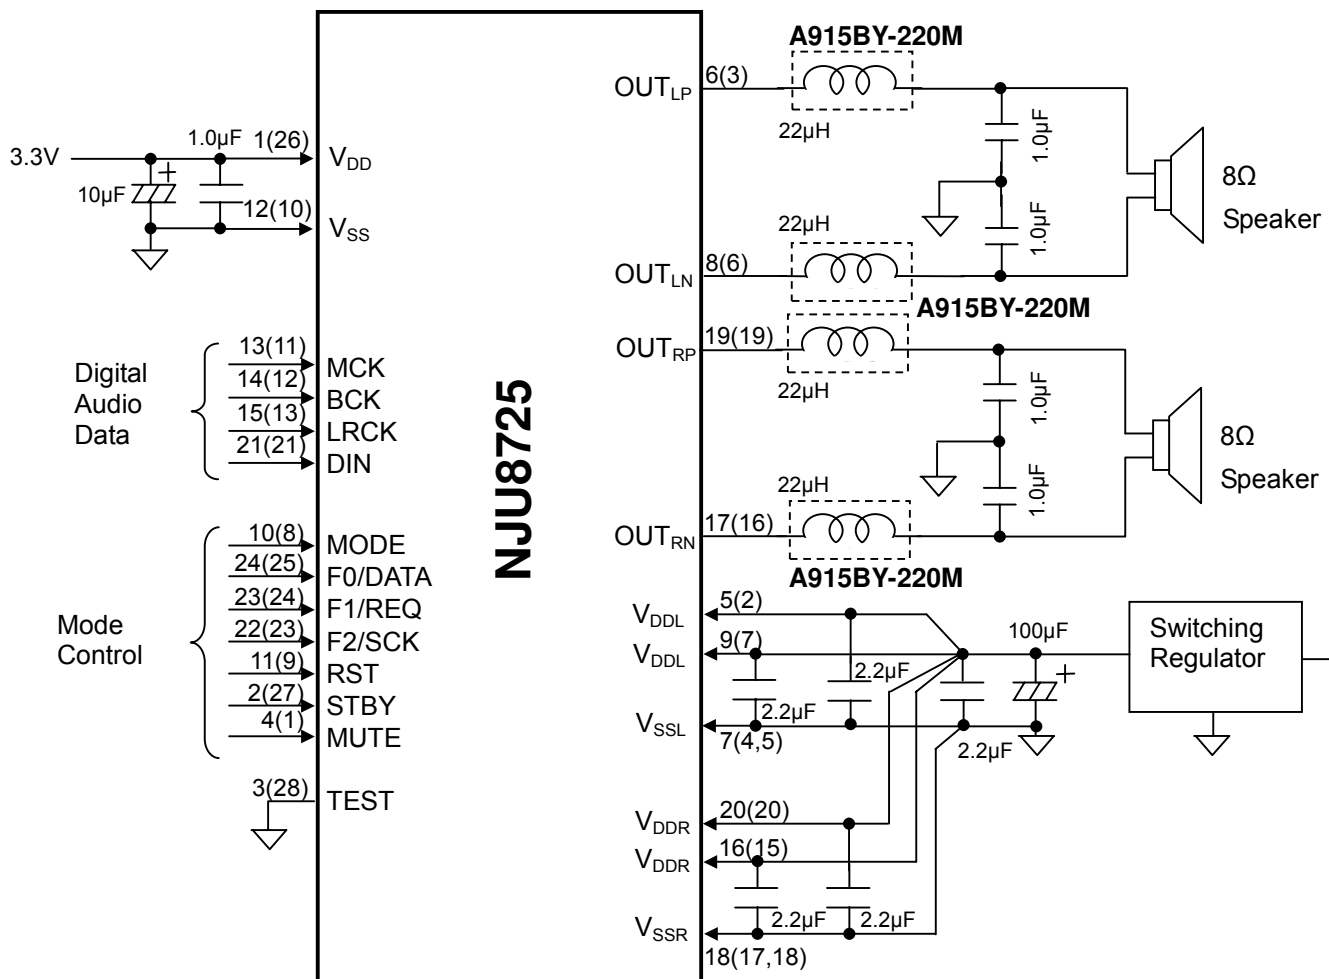 A915BY-220M
OUTLP
6(3)
22µH
1.0µF
1.0µF
8Ω
Speaker
3.3V
10µF
1.0µF
1(26)
VDD
12(10)
VSS
22µH
OUTLN
8(6)
A915BY-220M
Digital
Audio
Data
13(11)
MCK
14(12)
BCK
15(13)
LRCK
21(21)
DIN
NJU8725
OUTRP
19(19)
22µH
1.0µF
1.0µF
8Ω
Speaker
22µH
OUTRN
17(16)
A915BY-220M
Mode
Control
10(8)
MODE
24(25)
F0/DATA
23(24)
F1/REQ
22(23)
F2/SCK
11(9)
RST
2(27)
STBY
4(1)
MUTE
3(28)
TEST
VDDL
5(2)
VDDL
9(7)
2.2µF
2.2µF
100µF
Switching
Regulator
VSSL
7(4,5)
2.2µF
VDDR
20(20)
VDDR
16(15)
2.2µF
2.2µF
VSSR
18(17,18)